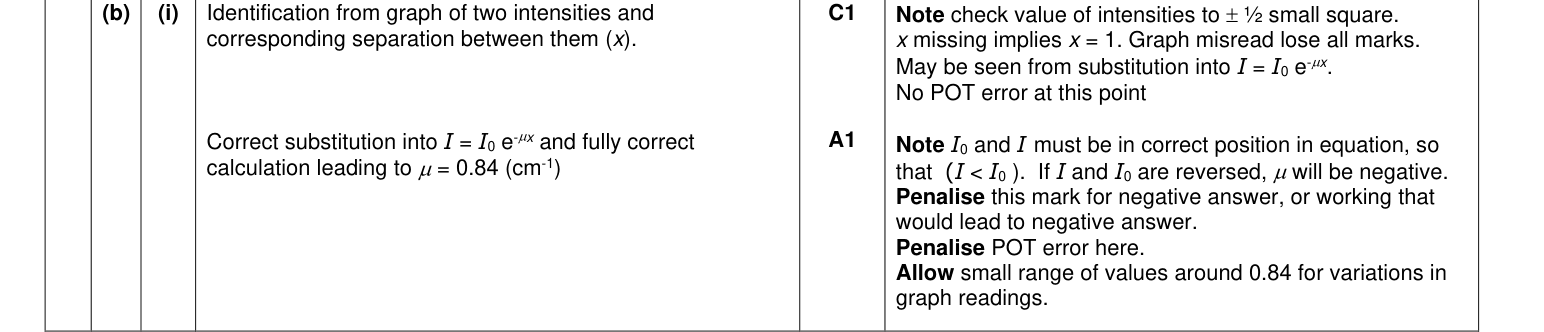 (b) (i) Identification from graph of two intensities and
corresponding separation between them (x).
C1
Note check value of intensities to ± ½ small square.
x missing implies x = 1. Graph misread lose all marks.
May be seen from substitution into I = I₀ e⁻μˣ.
No POT error at this point
Correct substitution into I = I₀ e⁻μˣ and fully correct
calculation leading to μ = 0.84 (cm⁻¹)
A1
Note I₀ and I must be in correct position in equation, so
that (I < I₀ ). If I and I₀ are reversed, μ will be negative.
Penalise this mark for negative answer, or working that
would lead to negative answer.
Penalise POT error here.
Allow small range of values around 0.84 for variations in
graph readings.